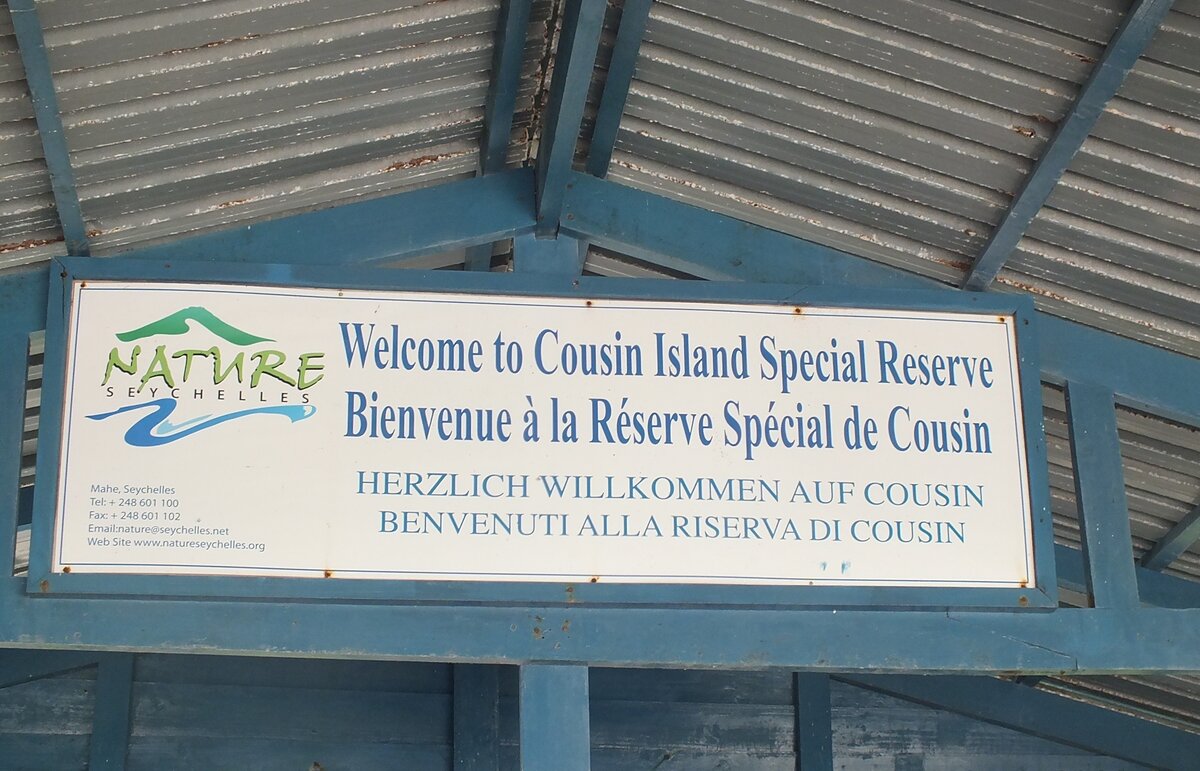 NATURE
SEYCHELLES
Mahe, Seychelles
Tel: + 248 601 100
Fax: + 248 601 102
Email:nature@seychelles.net
Web Site www.natureseychelles.org
Welcome to Cousin Island Special Reserve
Bienvenue à la Réserve Spécial de Cousin
HERZLICH WILLKOMMEN AUF COUSIN
BENVENUTI ALLA RISERVA DI COUSIN